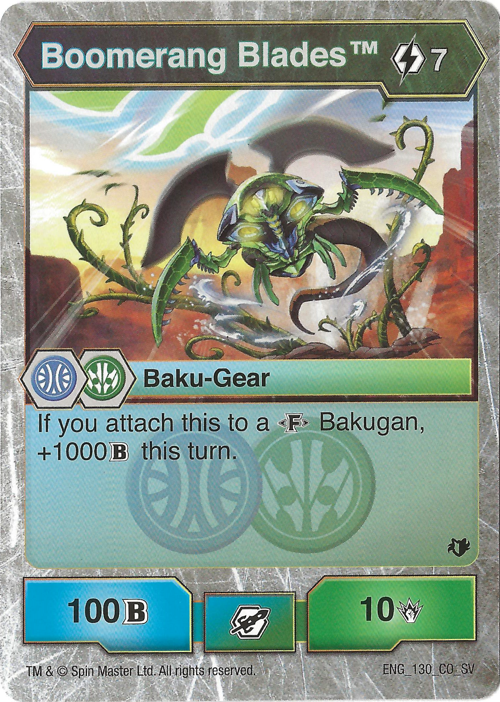 Boomerang Blades™ 7
Baku-Gear
If you attach this to a F Bakugan,
+1000B this turn.
100B
10
TM & © Spin Master Ltd. All rights reserved.
ENG_130_CO_SV